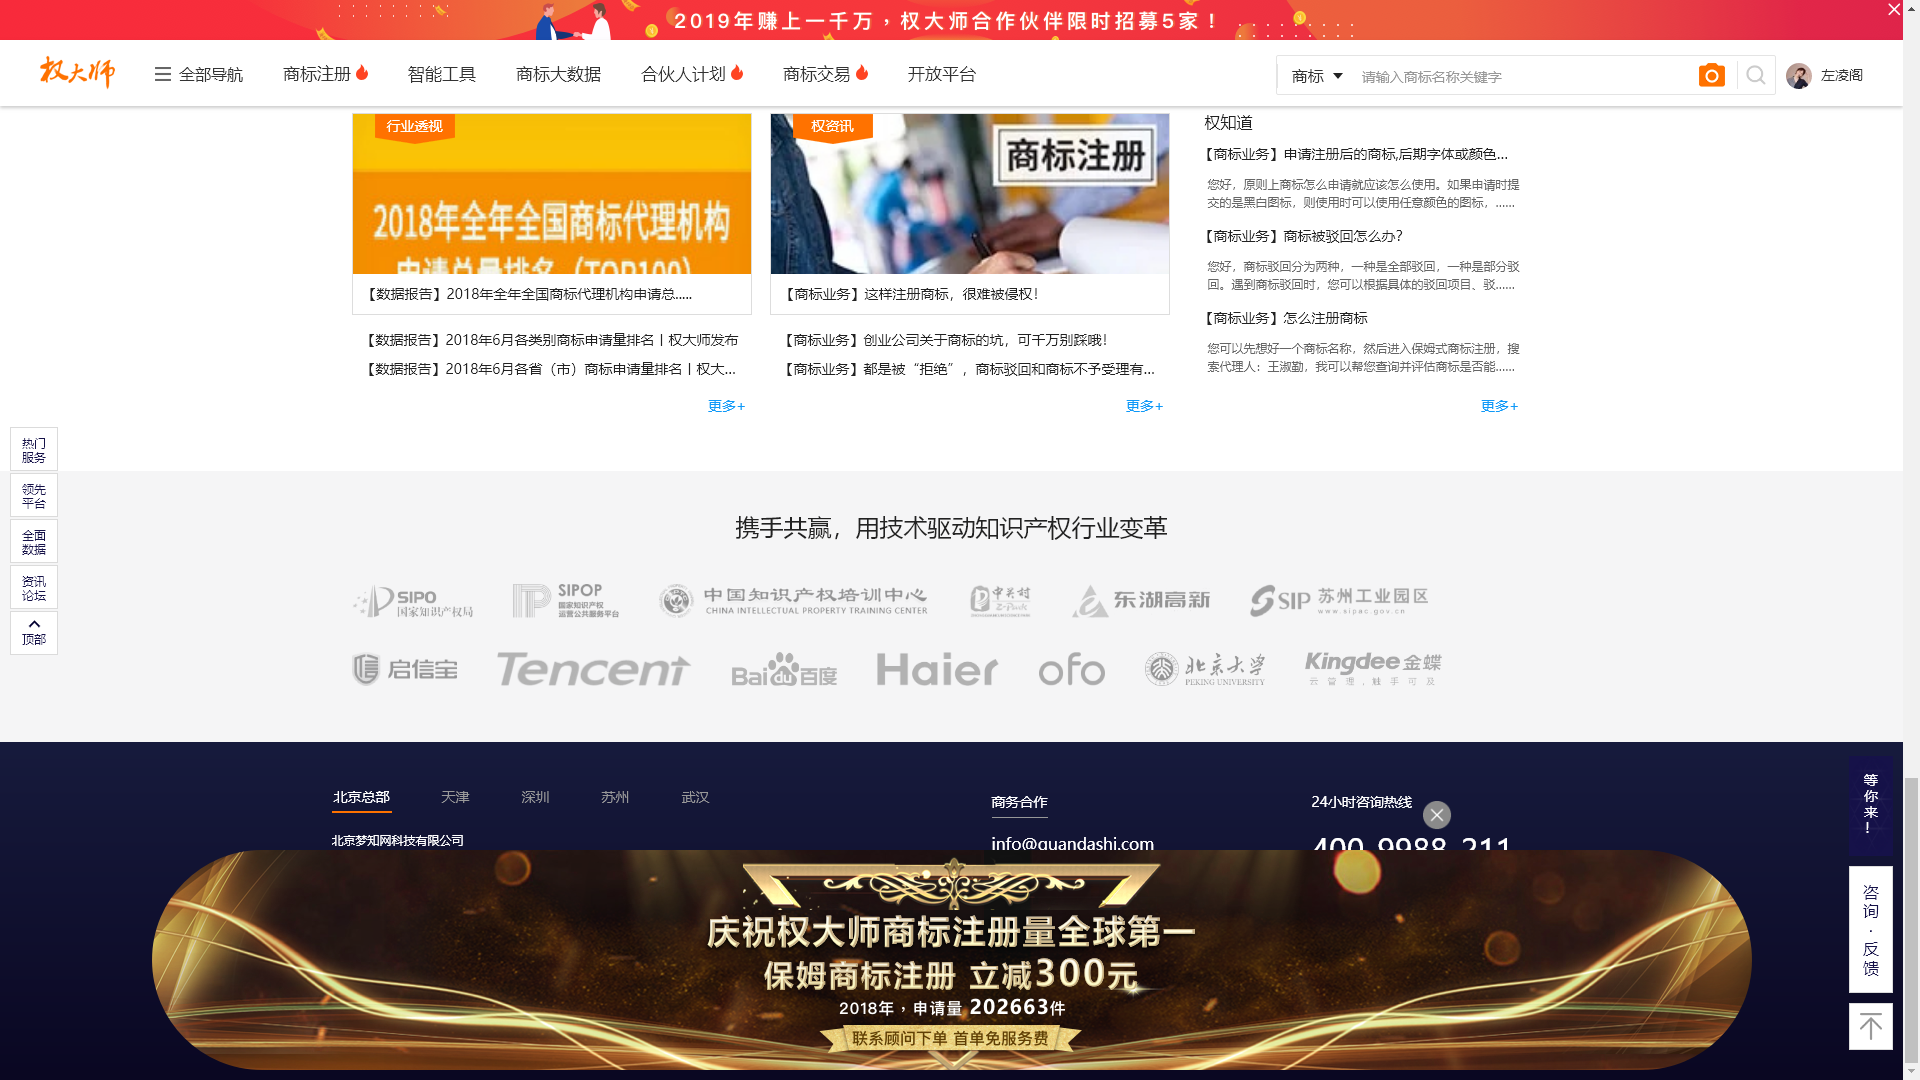 2019年赚上一千万，权大师合作伙伴限时招募5家！
权大师
全部导航
商标注册
智能工具
商标大数据
合伙人计划
商标交易
开放平台
商标
请输入商标名称关键字
左凌阁
行业透视
2018年全年全国商标代理机构
申请总量排名（TOP100）
【数据报告】2018年全年全国商标代理机构申请总.....
【数据报告】2018年6月各类别商标申请量排名丨权大师发布
【数据报告】2018年6月各省（市）商标申请量排名丨权大...
更多+
权资讯
商标注册
【商标业务】这样注册商标，很难被侵权！
【商标业务】创业公司关于商标的坑，可千万别踩哦！
【商标业务】都是被“拒绝”，商标驳回和商标不予受理有...
更多+
权知道
【商标业务】申请注册后的商标,后期字体或颜色...
您好，原则上商标怎么申请就应该怎么使用。如果申请时提
交的是黑白图标，则使用时可以使用任意颜色的图标，......
【商标业务】商标被驳回怎么办？
您好，商标驳回分为两种，一种是全部驳回，一种是部分驳
回。遇到商标驳回时，您可以根据具体的驳回项目、驳......
【商标业务】怎么注册商标
您可以先想好一个商标名称，然后进入保姆式商标注册，搜
索代理人：王淑勤，我可以帮您查询并评估商标是否能......
更多+
热门
服务
领先
平台
全面
数据
资讯
论坛
顶部
携手共赢，用技术驱动知识产权行业变革
SIPO
国家知识产权局
SIPOP
国家知识产权
运营公共服务平台
中国知识产权培训中心
CHINA INTELLECTUAL PROPERTY TRAINING CENTER
中关村
Z-Park
东湖高新
SIP 苏州工业园区
www.sipac.gov.cn
启信宝
Tencent
Baidu百度
Haier
ofo
北京大学
PEKING UNIVERSITY
Kingdee金蝶
云 管 理 ，触 手 可 及
北京总部
天津
深圳
苏州
武汉
北京梦知网科技有限公司
商务合作
info@quandashi.com
24小时咨询热线
400-9988-211
等你来！
咨询·反馈
庆祝权大师商标注册量全球第一
保姆商标注册 立减300元
2018年，申请量 202663件
联系顾问下单 首单免服务费